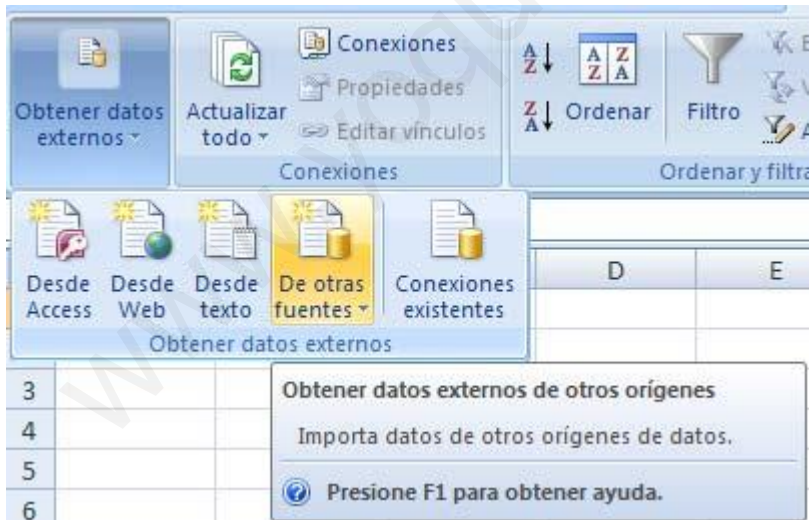 Obtener datos
externos
Actualizar
todo
Conexiones
Propiedades
Editar vínculos
Conexiones
A
Z
Z
A
A Z
Z A
Ordenar
Filtro
Ordenar y filtra
Desde
Access
Desde
Web
Desde
texto
De otras
fuentes
Conexiones
existentes
Obtener datos externos
D E
3
4
5
6
Obtener datos externos de otros orígenes
Importa datos de otros orígenes de datos.
Presione F1 para obtener ayuda.